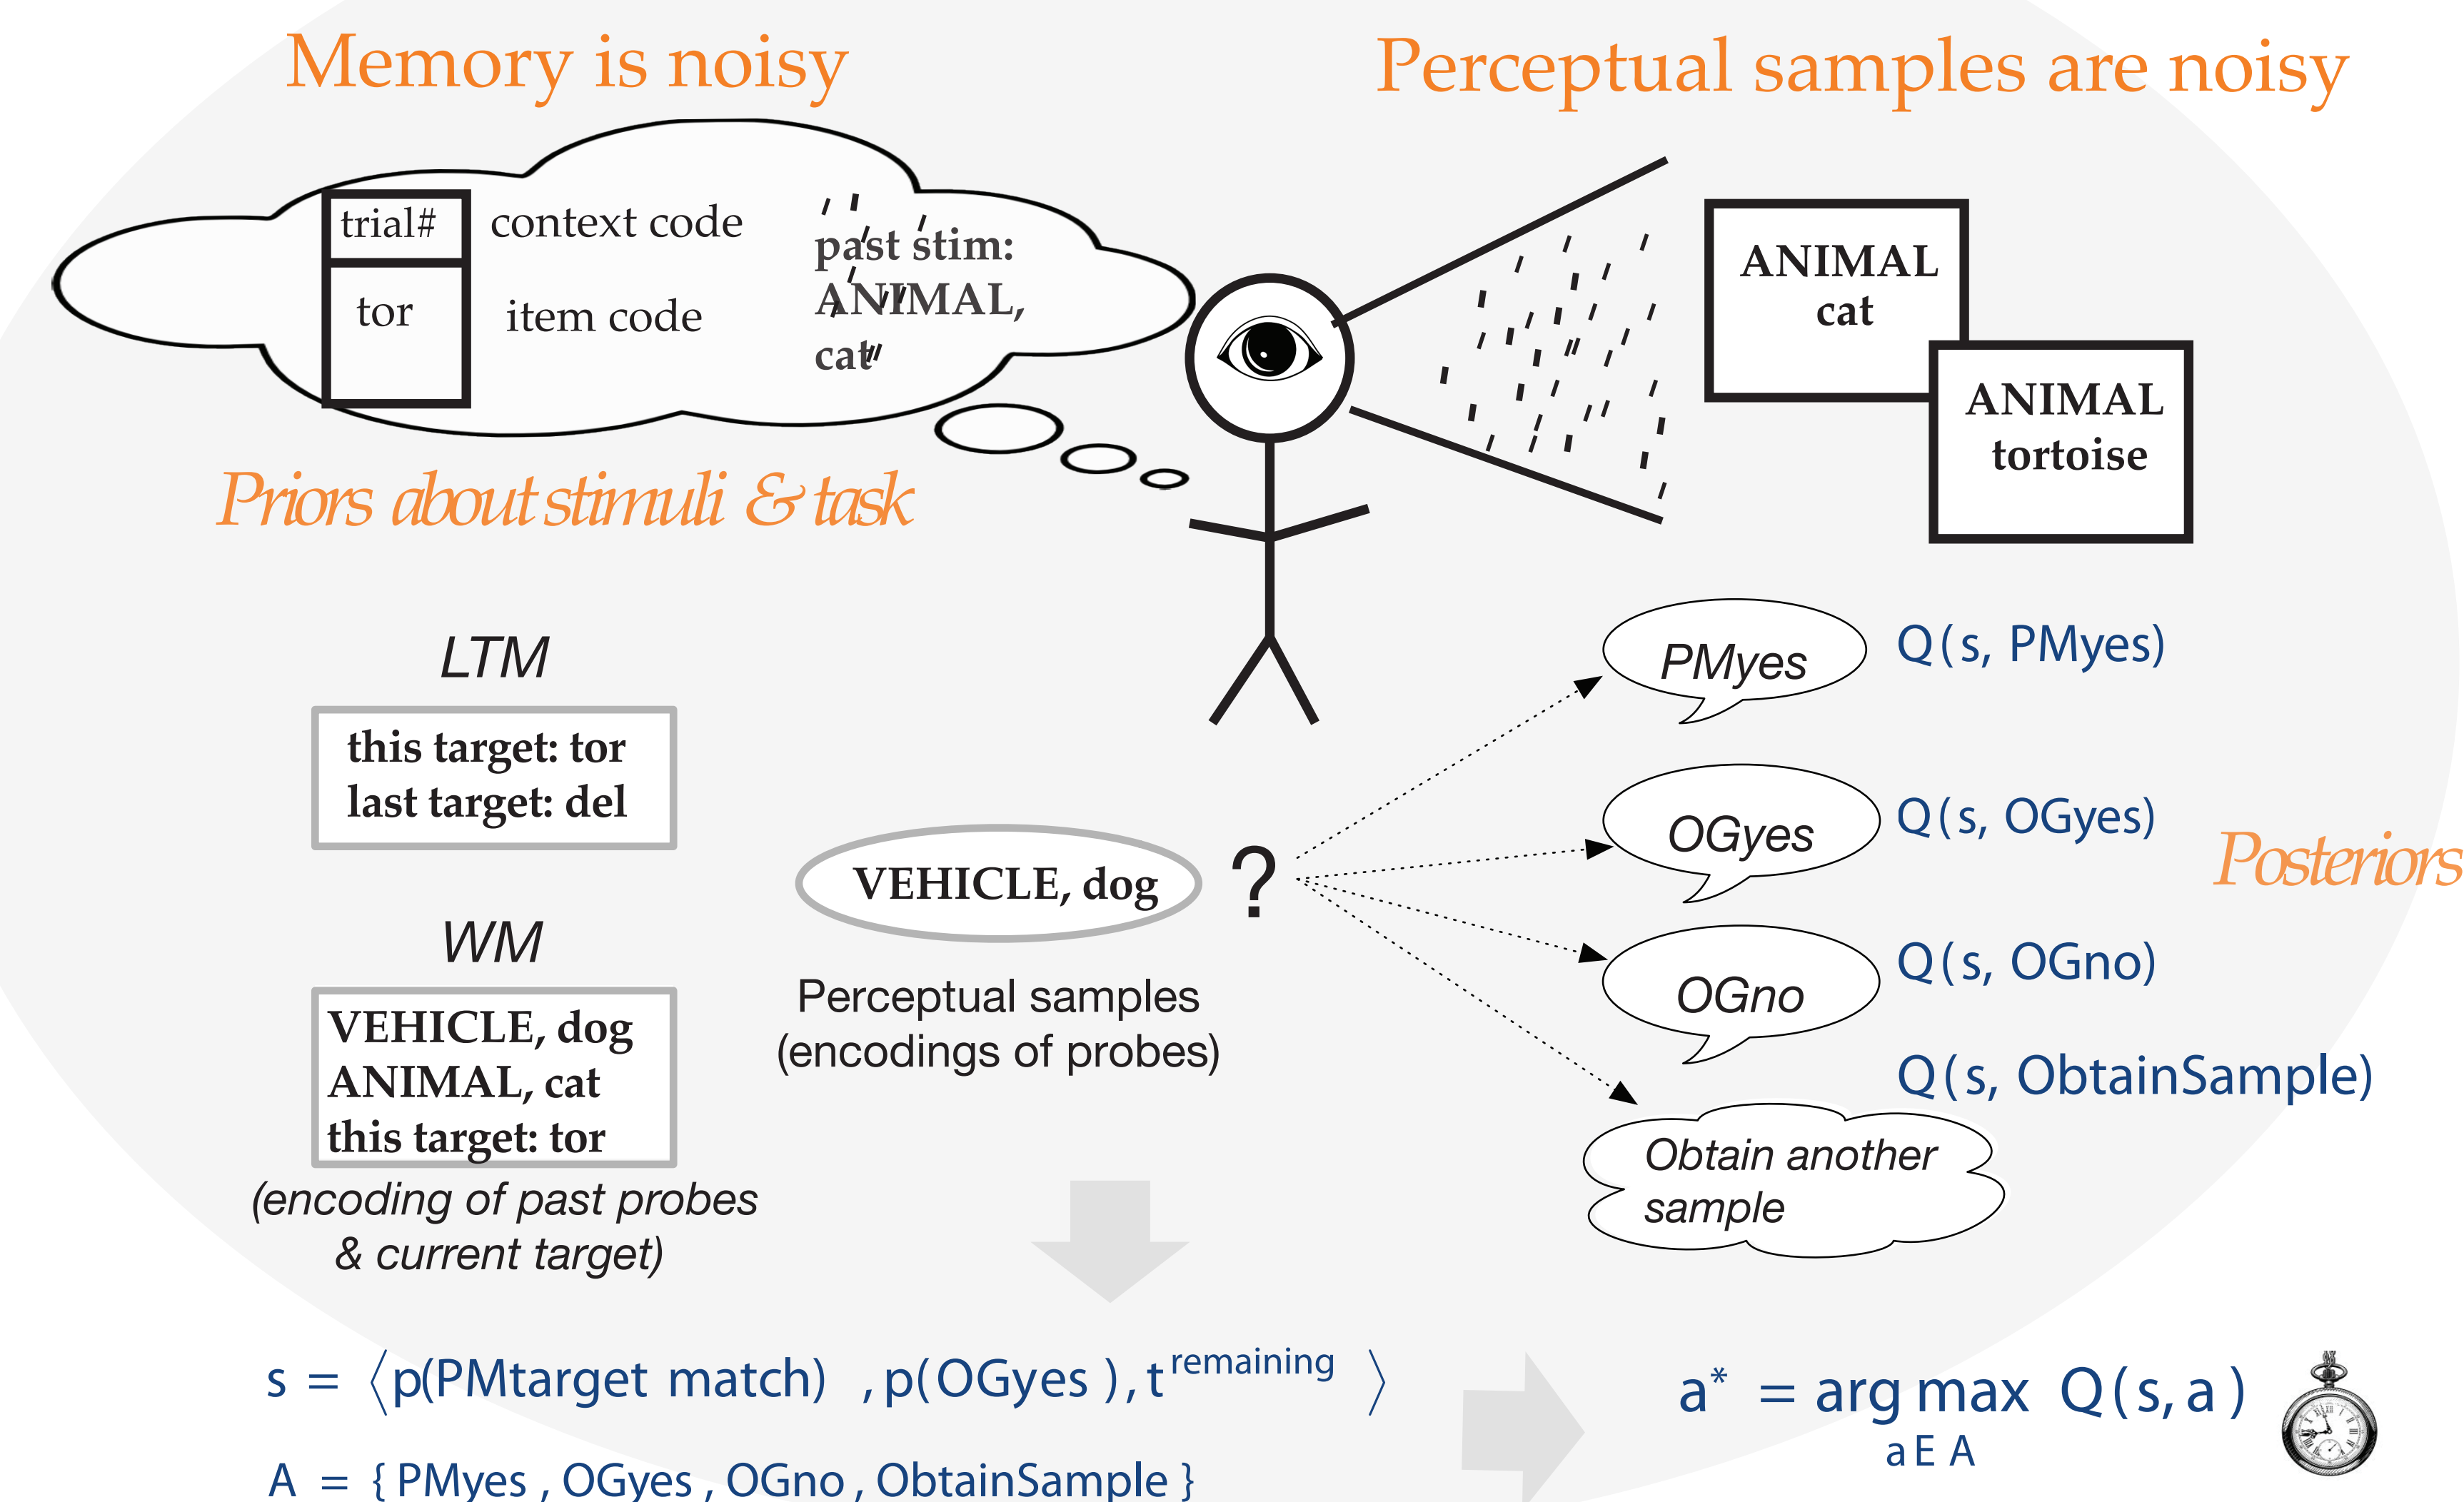 Memory is noisy
Perceptual samples are noisy
trial#
context code
tor
item code
past stim:
ANIMAL,
cat
ANIMAL
cat
ANIMAL
tortoise
Priors about stimuli & task
LTM
this target: tor
last target: del
WM
VEHICLE, dog
ANIMAL, cat
this target: tor
(encoding of past probes
& current target)
VEHICLE, dog
?
Perceptual samples
(encodings of probes)
PMyes
Q(s, PMyes)
OGyes
Q(s, OGyes)
Posteriors
OGno
Q(s, OGno)
Q(s, ObtainSample)
Obtain another
sample
s = ⟨p(PMtarget match) , p(OGyes ), t^remaining ⟩
A = { PMyes , OGyes , OGno , ObtainSample }
a* = arg max Q(s, a )
a E A